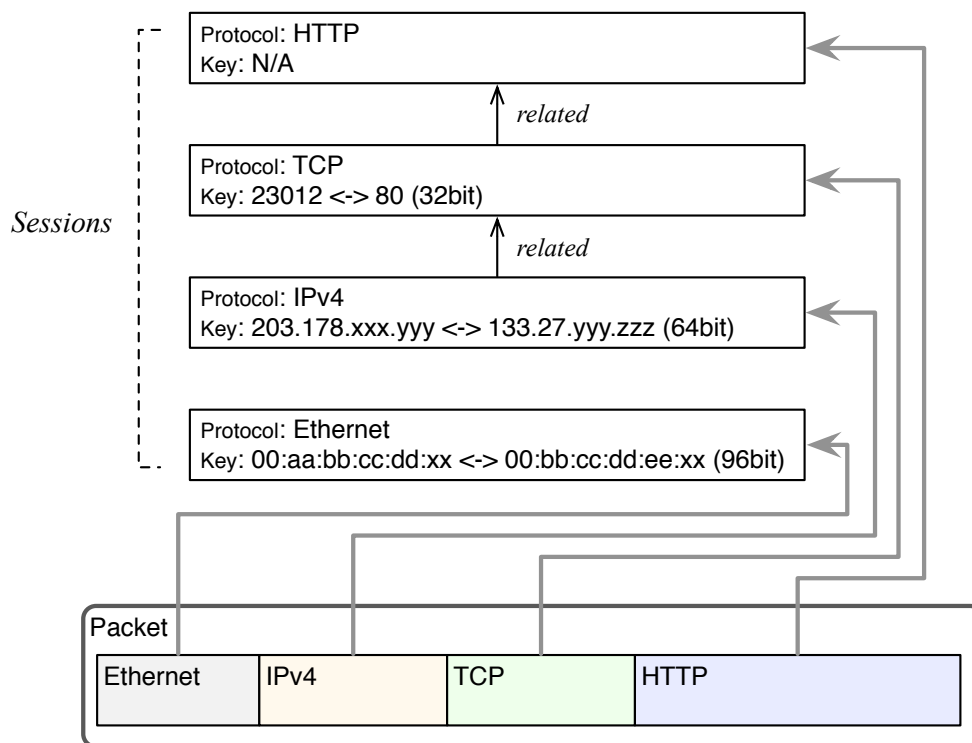 Protocol: HTTP
Key: N/A
related
Protocol: TCP
Key: 23012 <-> 80 (32bit)
Sessions
related
Protocol: IPv4
Key: 203.178.xxx.yyy <-> 133.27.yyy.zzz (64bit)
Protocol: Ethernet
Key: 00:aa:bb:cc:dd:xx <-> 00:bb:cc:dd:ee:xx (96bit)
Packet
Ethernet
IPv4
TCP
HTTP